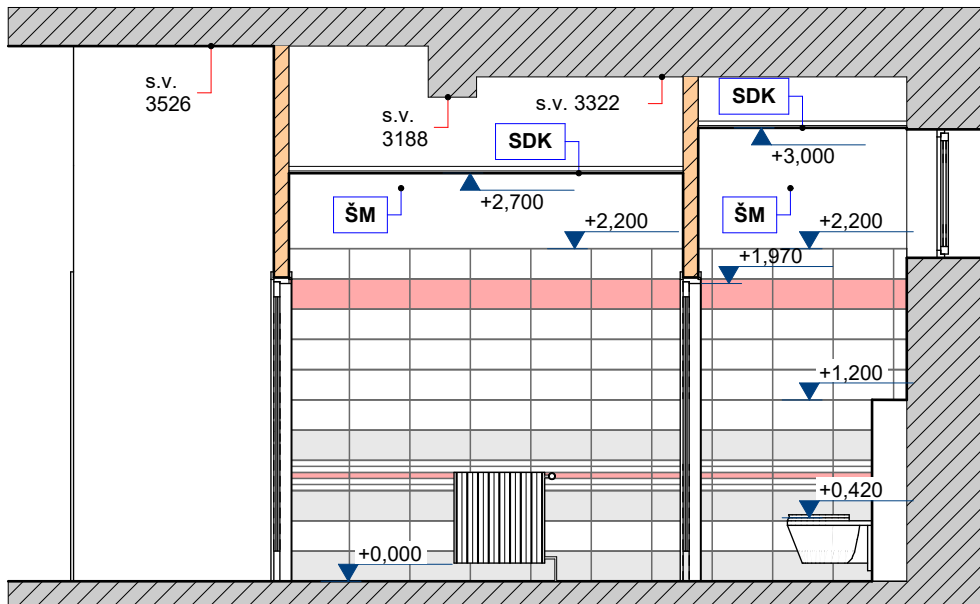 s.v.
3526
s.v.
3188
s.v. 3322
SDK
SDK
+3,000
ŠM
+2,700
ŠM
+2,200
+2,200
+1,970
+1,200
+0,420
+0,000